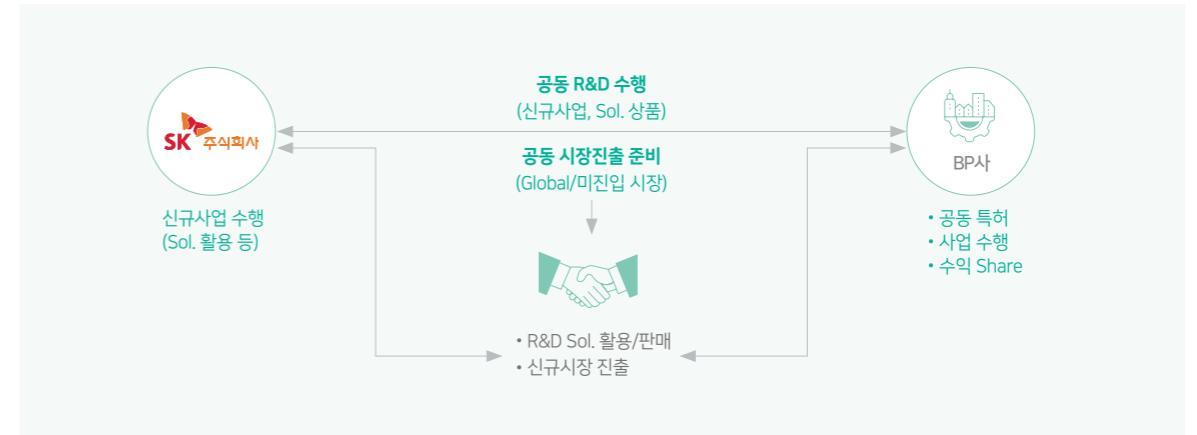 공동 R&D 수행
(신규사업, Sol. 상품)
공동 시장진출 준비
(Global/미진입 시장)
SK 주식회사
신규사업 수행
(Sol. 활용 등)
BP사
• 공동 특허
• 사업 수행
• 수익 Share
• R&D Sol. 활용/판매
• 신규시장 진출